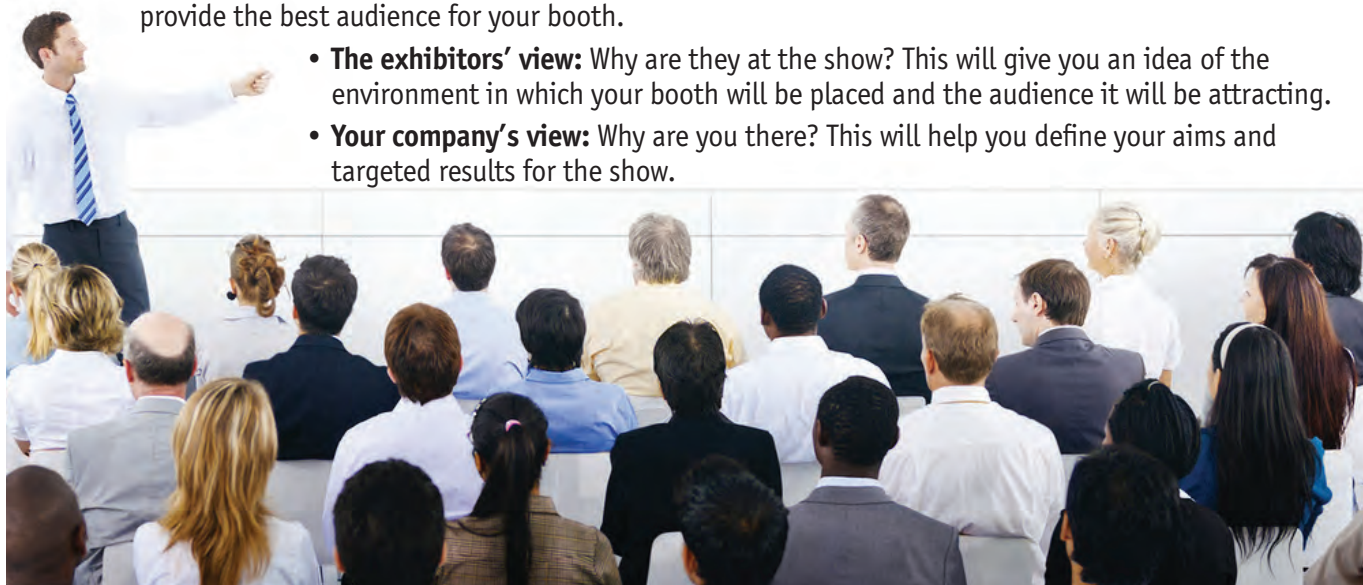 provide the best audience for your booth.
• The exhibitors’ view: Why are they at the show? This will give you an idea of the
environment in which your booth will be placed and the audience it will be attracting.
• Your company’s view: Why are you there? This will help you define your aims and
targeted results for the show.